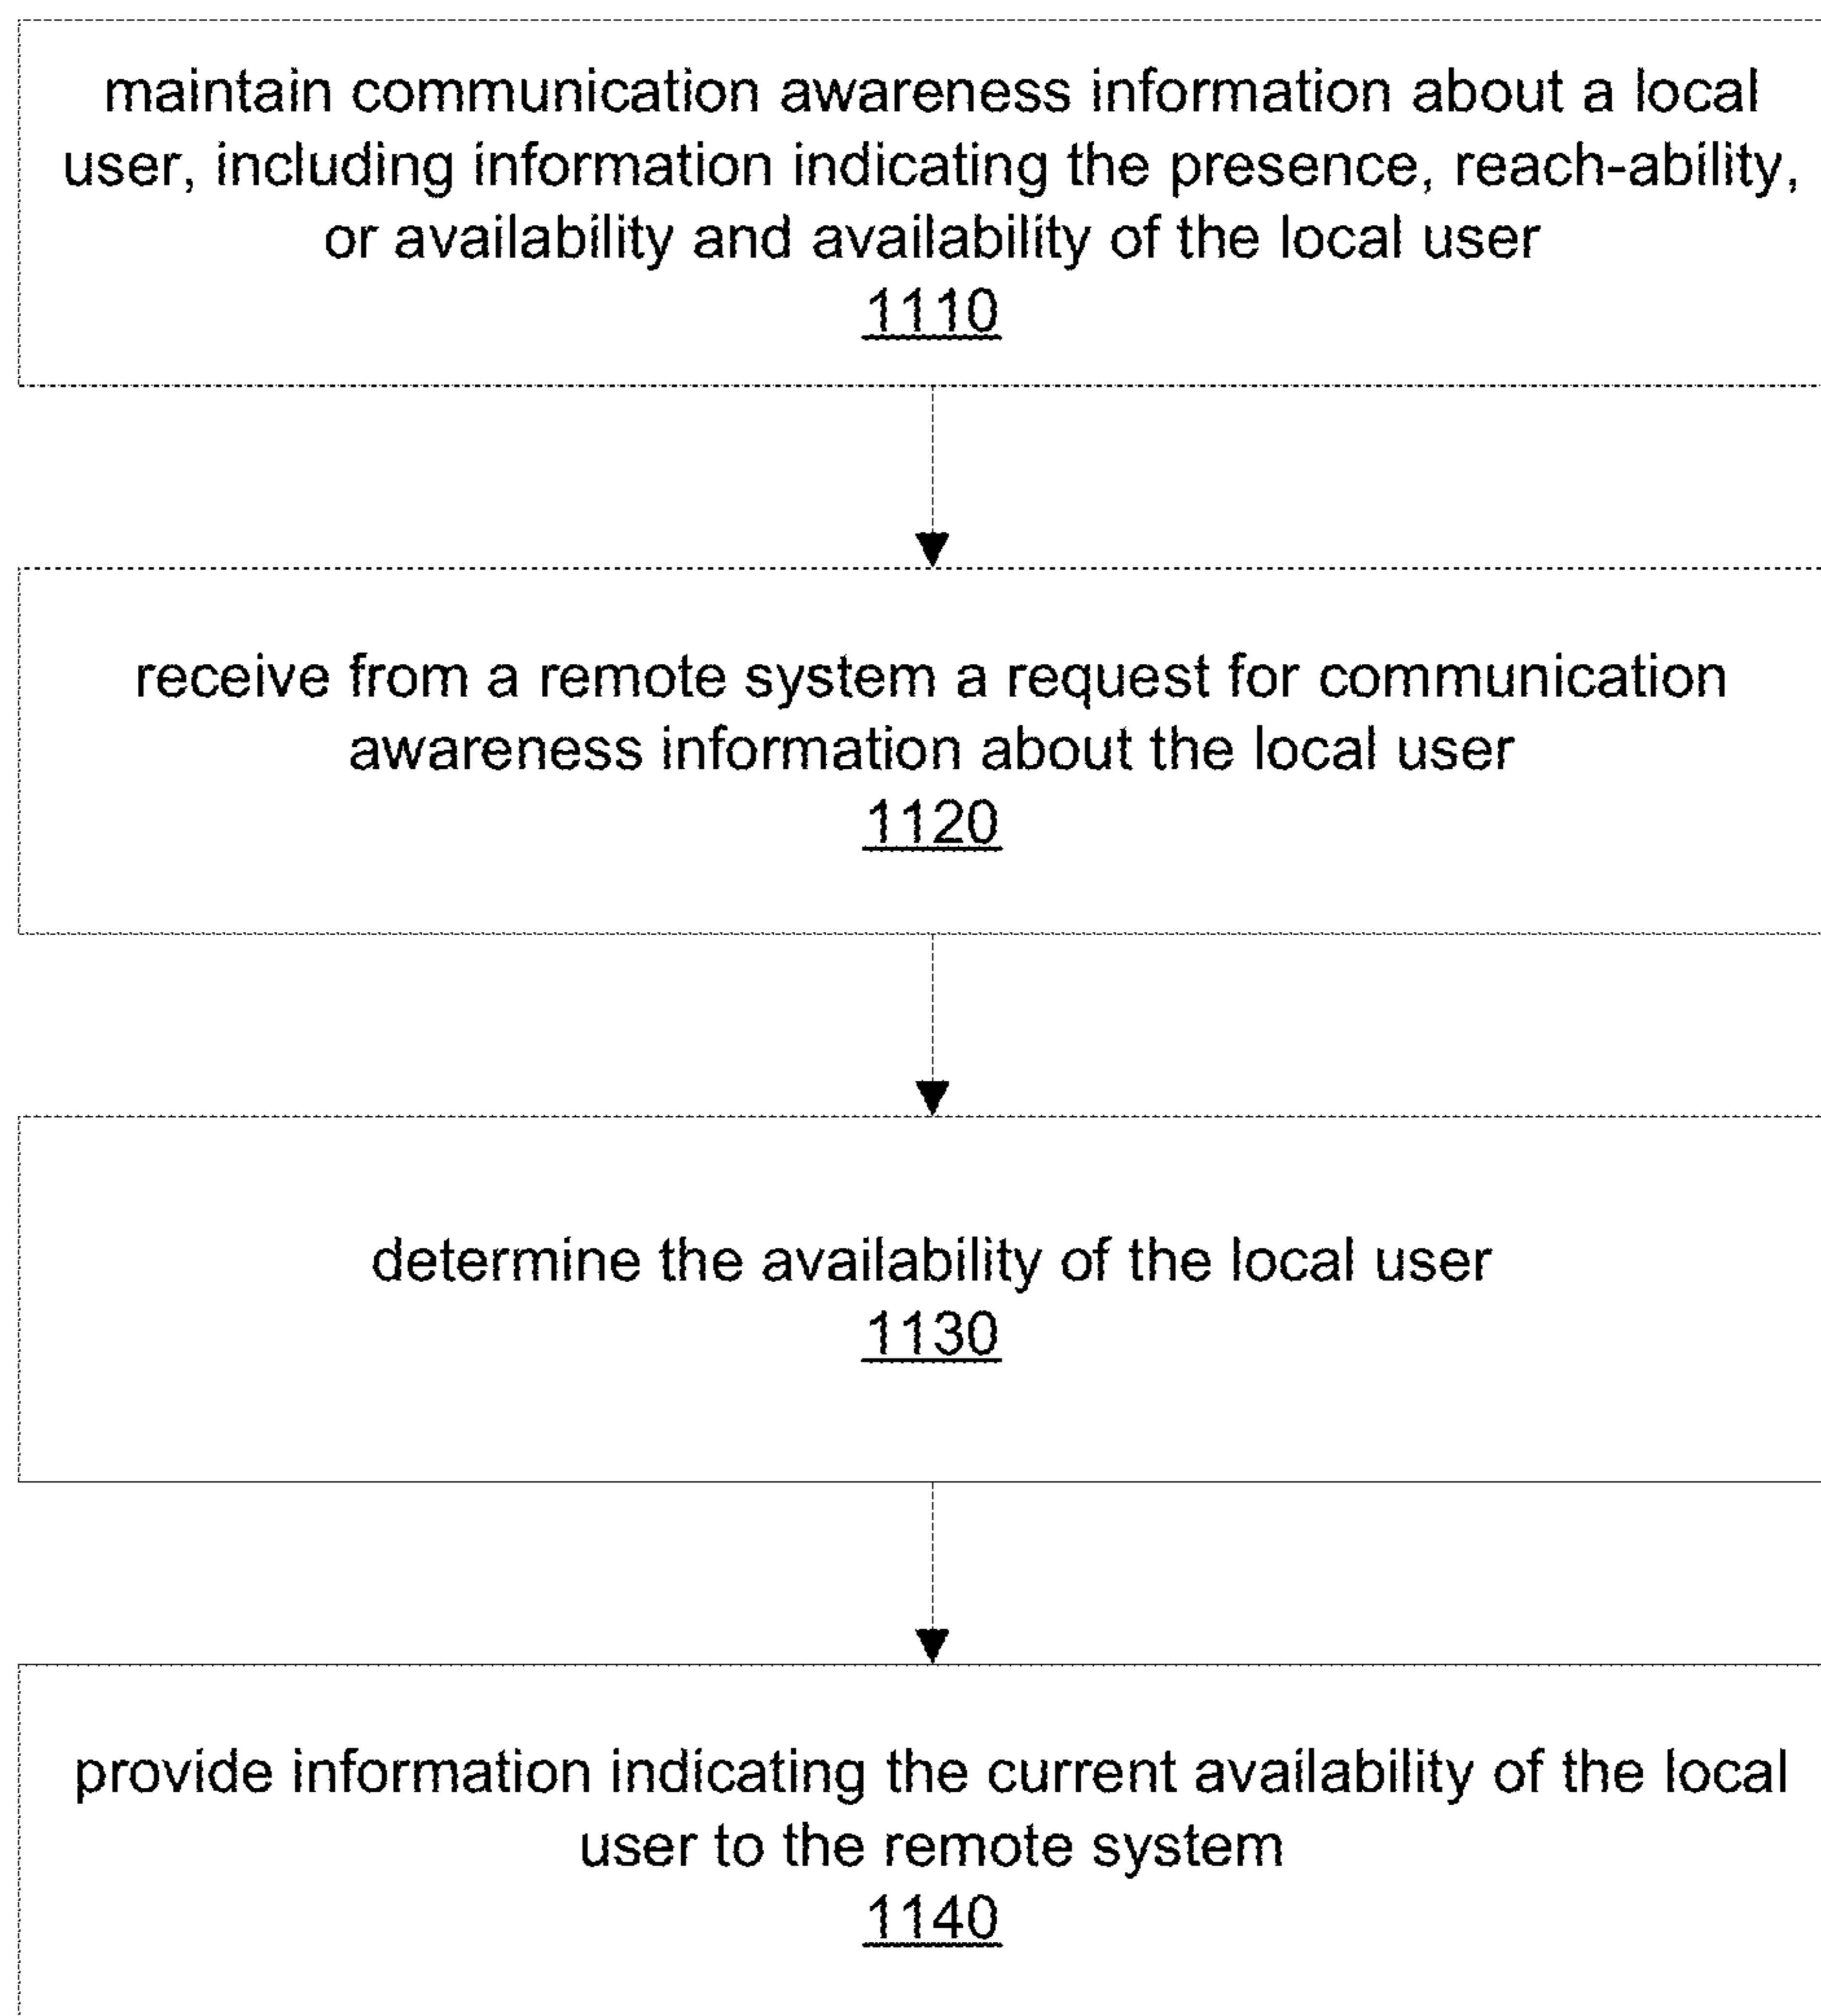 maintain communication awareness information about a local
user, including information indicating the presence, reach-ability,
or availability and availability of the local user
1110
receive from a remote system a request for communication
awareness information about the local user
1120
determine the availability of the local user
1130
provide information indicating the current availability of the local
user to the remote system
1140